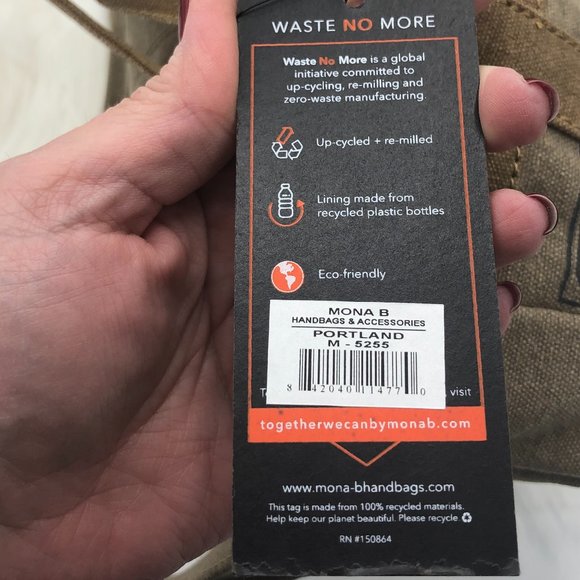 WASTE NO MORE
Waste No More is a global
initiative committed to
up-cycling, re-milling and
zero-waste manufacturing.
Up-cycled + re-milled
Lining made from
recycled plastic bottles
Eco-friendly
MONA B
HANDBAGS & ACCESSORIES
PORTLAND
M - 5255
8 42040 11477 0
visit
togetherwecanbymonab.com
www.mona-bhandbags.com
This tag is made from 100% recycled materials.
Help keep our planet beautiful. Please recycle
RN #150864